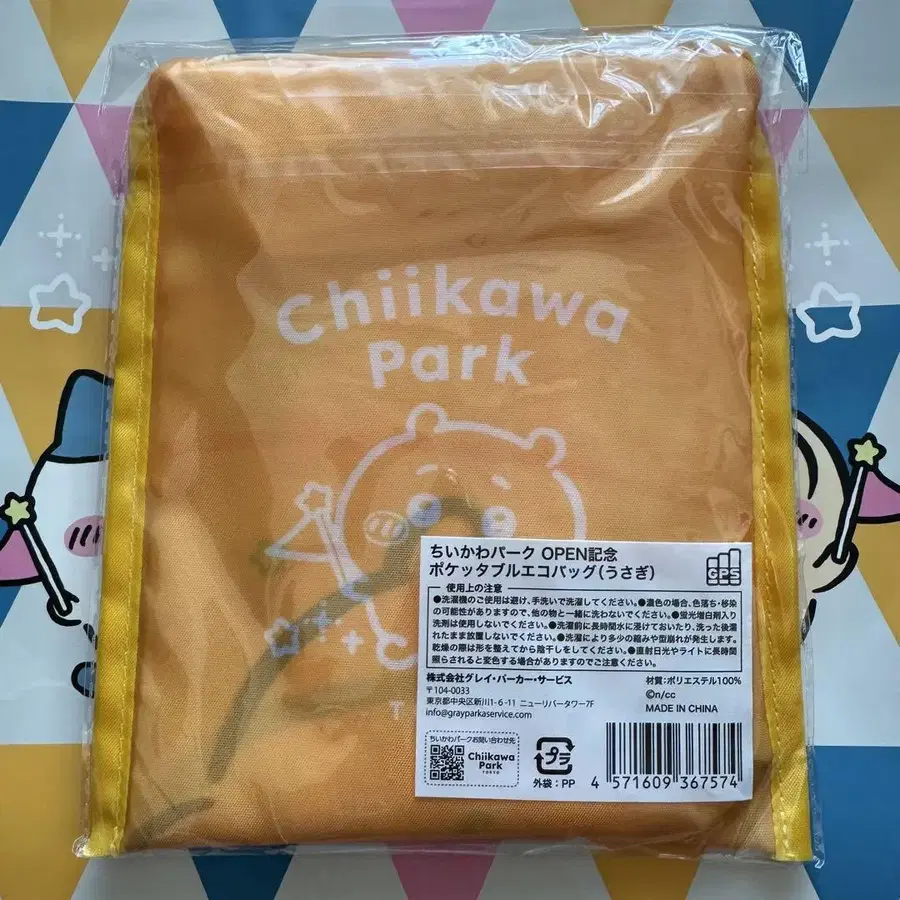 Chiikawa
Park
T
ちいかわパーク OPEN記念
ポケッタブルエコバッグ(うさぎ)
GPS
使用上の注意
●洗濯機のご使用は避け、手洗いで洗濯してください。●濃色の場合、色落ち・移染
の可能性がありますので、他の物と一緒に洗わないでください。●蛍光増白剤入り
洗剤は使用しないでください。●洗濯前に長時間水に浸けておいたり、洗った後濡
れたまま放置しないでください。●洗濯により多少の縮みや型崩れが発生します。
乾燥の際は形を整えてから陰干しをしてください。●直射日光やライトに長時間
照らされると変色する場合がありますのでご注意ください。
株式会社グレイ・パーカー・サービス
〒104-0033
東京都中央区新川1-6-11 ニューリバータワー7F
info@grayparkaservice.com
材質:ポリエステル100%
©n/cc
MADE IN CHINA
ちいかわパークお問い合わせ先
Chiikawa
Park
TOKYO
プラ
外袋:PP
4 571609 367574